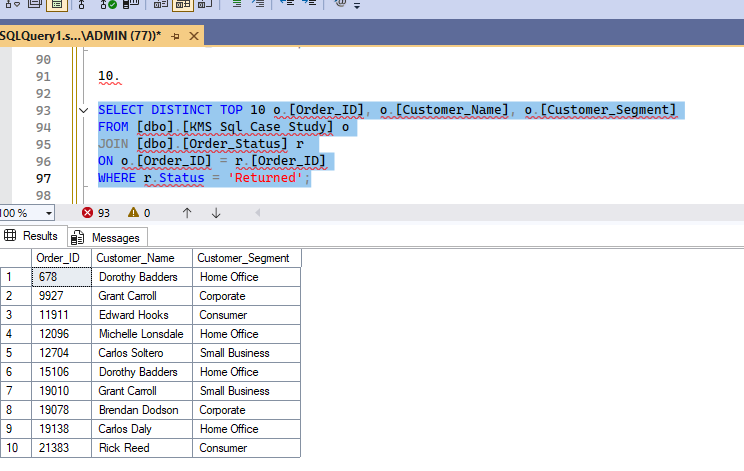 SQLQuery1.s...\ADMIN (77))*
90
91 10.
92
93 SELECT DISTINCT TOP 10 o.[Order_ID], o.[Customer_Name], o.[Customer_Segment]
94 FROM [dbo].[KMS Sql Case Study] o
95 JOIN [dbo].[Order_Status] r
96 ON o.[Order_ID] = r.[Order_ID]
97 WHERE r.Status = 'Returned';
98
100 % 93 0
Results Messages
Order_ID Customer_Name Customer_Segment
1 678 Dorothy Badders Home Office
2 9927 Grant Carroll Corporate
3 11911 Edward Hooks Consumer
4 12096 Michelle Lonsdale Home Office
5 12704 Carlos Soltero Small Business
6 15106 Dorothy Badders Home Office
7 19010 Grant Carroll Small Business
8 19078 Brendan Dodson Corporate
9 19138 Carlos Daly Home Office
10 21383 Rick Reed Consumer